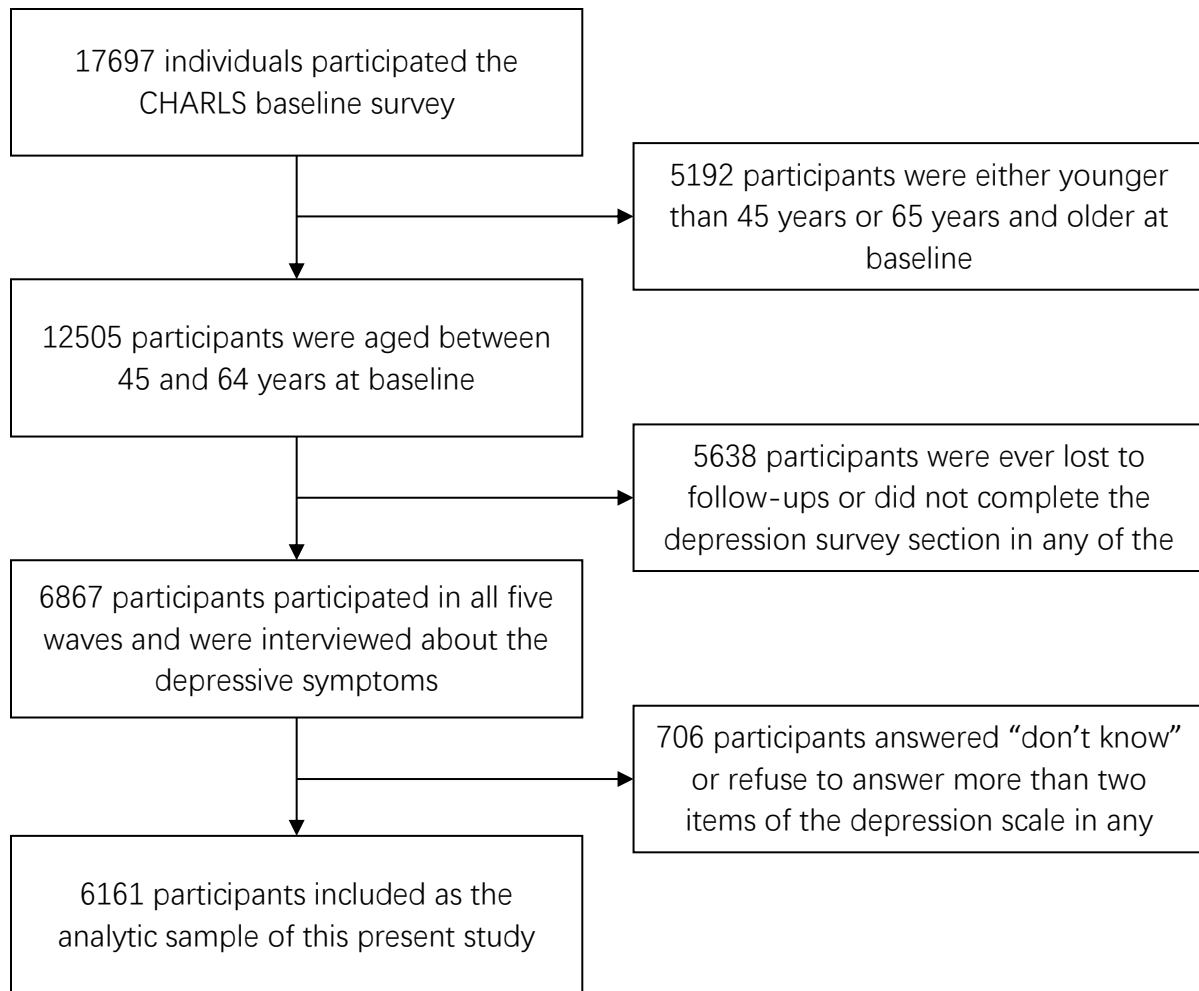 17697 individuals participated the
CHARLS baseline survey
5192 participants were either younger
than 45 years or 65 years and older at
baseline
12505 participants were aged between
45 and 64 years at baseline
5638 participants were ever lost to
follow-ups or did not complete the
depression survey section in any of the
6867 participants participated in all five
waves and were interviewed about the
depressive symptoms
706 participants answered “don’t know”
or refuse to answer more than two
items of the depression scale in any
6161 participants included as the
analytic sample of this present study